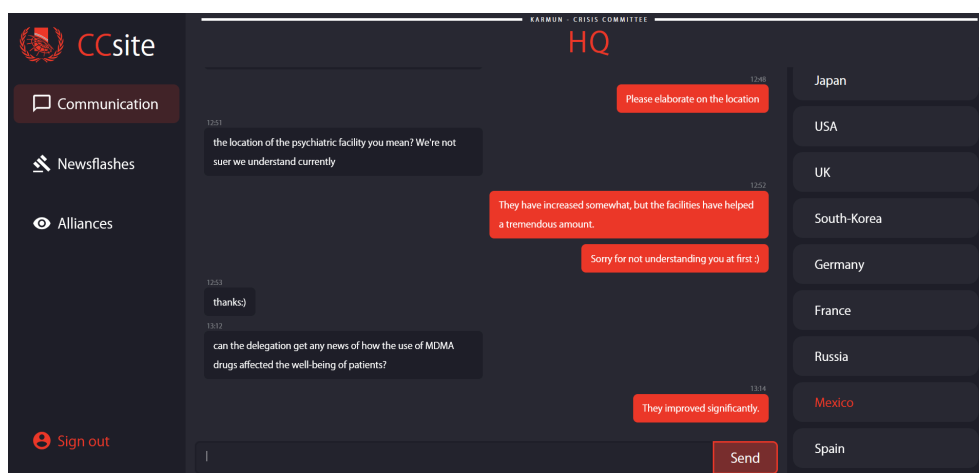 KARMUN - CRISIS COMMITTEE
CCsite
HQ
Communication
Newsflashes
Alliances
Sign out
12:48
Please elaborate on the location
12:51
the location of the psychiatric facility you mean? We're not
suer we understand currently
12:52
They have increased somewhat, but the facilities have helped
a tremendous amount.
Sorry for not understanding you at first :)
12:53
thanks:)
13:12
can the delegation get any news of how the use of MDMA
drugs affected the well-being of patients?
13:14
They improved significantly.
Send
Japan
USA
UK
South-Korea
Germany
France
Russia
Mexico
Spain